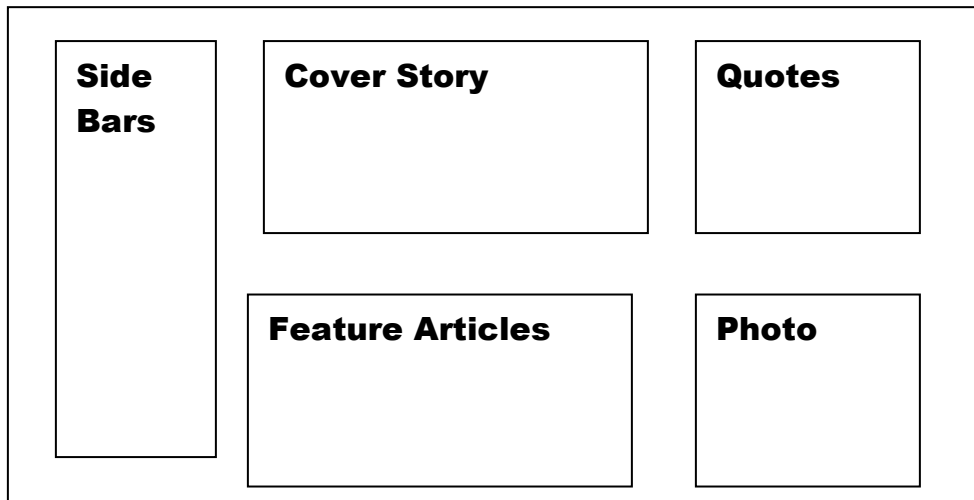 Side
Bars
Cover Story
Quotes
Feature Articles
Photo